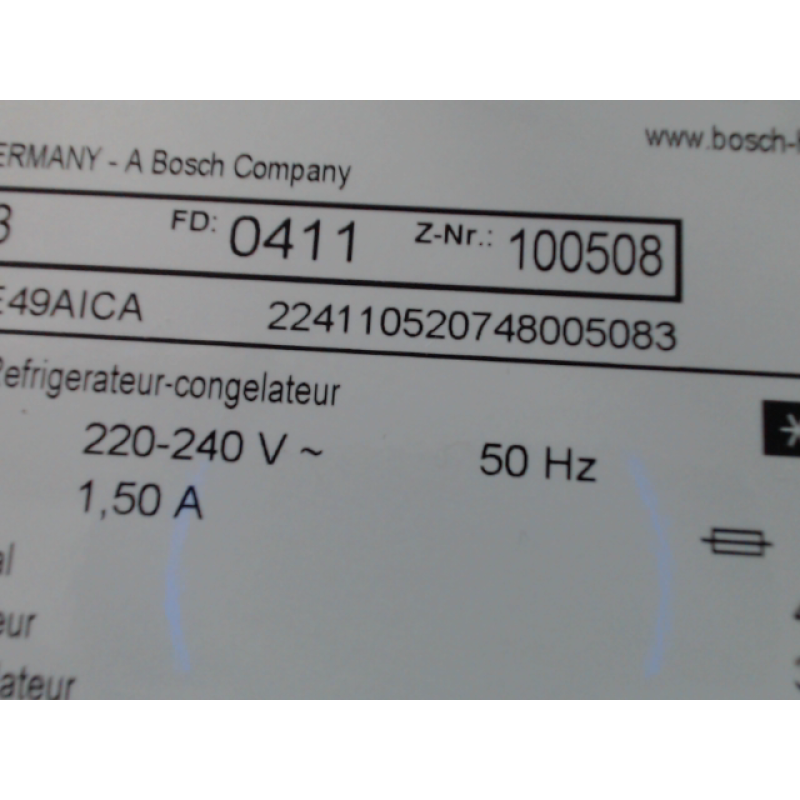 www.bosch-
ERMANY - A Bosch Company
3 FD: 0411 Z-Nr.: 100508
E49AICA 224110520748005083
Refrigerateur-congelateur
220-240 V ~ 50 Hz
1,50 A
al
eur
lateur